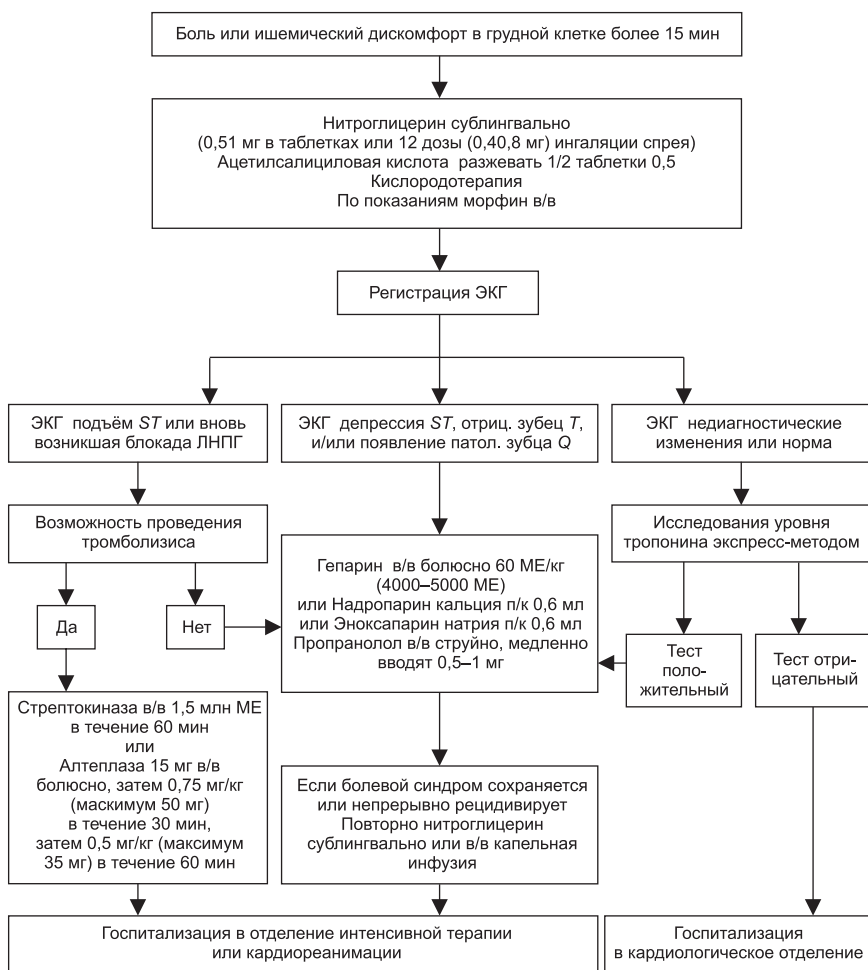 Боль или ишемический дискомфорт в грудной клетке более 15 мин
Нитроглицерин сублингвально
(0,51 мг в таблетках или 12 дозы (0,40,8 мг) ингаляции спрея)
Ацетилсалициловая кислота разжевать 1/2 таблетки 0,5
Кислородотерапия
По показаниям морфин в/в
Регистрация ЭКГ
ЭКГ подъём ST или вновь
возникшая блокада ЛНПГ
ЭКГ депрессия ST, отриц. зубец T,
и/или появление патол. зубца Q
ЭКГ недиагностические
изменения или норма
Возможность проведения
тромболизиса
Исследования уровня
тропонина экспресс-методом
Гепарин в/в болюсно 60 МЕ/кг
(4000–5000 МЕ)
или Надропарин кальция п/к 0,6 мл
или Эноксапарин натрия п/к 0,6 мл
Пропранолол в/в струйно, медленно
вводят 0,5–1 мг
Да
Нет
Тест
поло-
жительный
Тест отри-
цательный
Стрептокиназа в/в 1,5 млн МЕ
в течение 60 мин
или
Алтеплаза 15 мг в/в
болюсно, затем 0,75 мг/кг
(маскимум 50 мг)
в течение 30 мин,
затем 0,5 мг/кг (максимум
35 мг) в течение 60 мин
Если болевой синдром сохраняется
или непрерывно рецидивирует
Повторно нитроглицерин
сублингвально или в/в капельная
инфузия
Госпитализация в отделение интенсивной терапии
или кардиореанимации
Госпитализация
в кардиологическое отделение